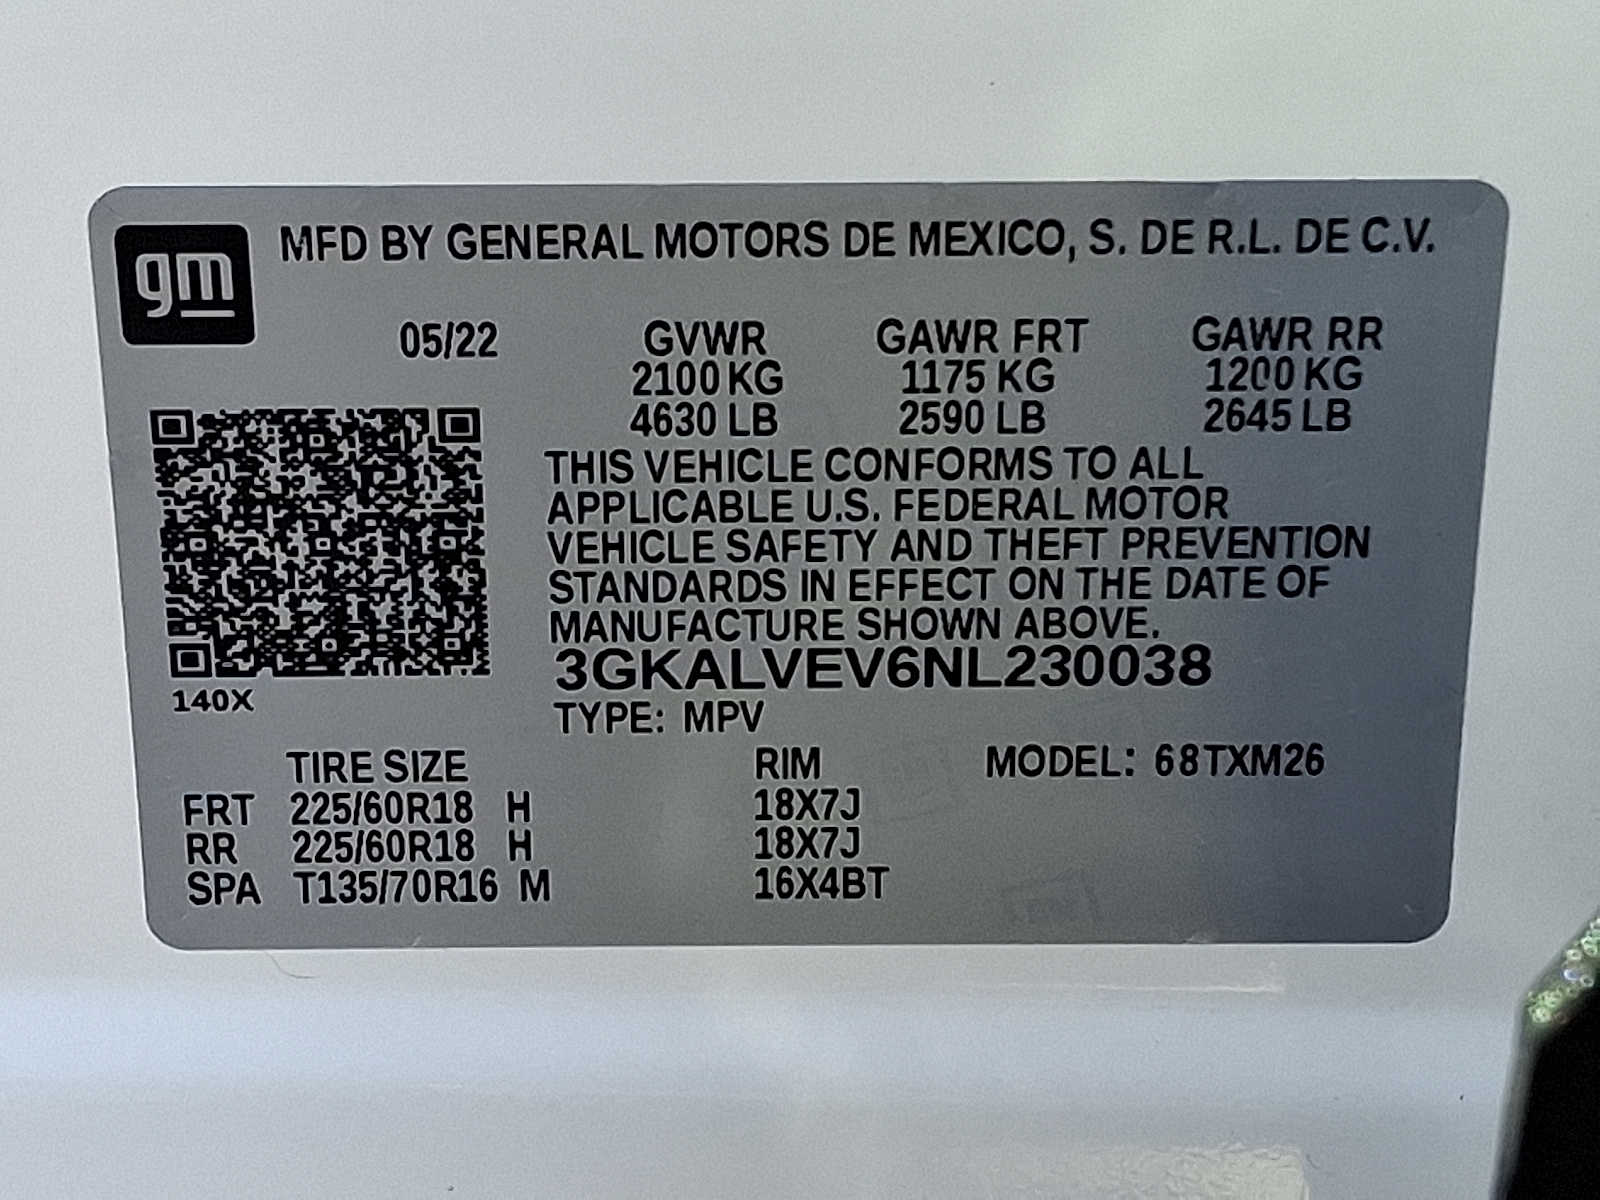 gm
MFD BY GENERAL MOTORS DE MEXICO, S. DE R.L. DE C.V.
05/22 GVWR GAWR FRT GAWR RR
2100 KG 1175 KG 1200 KG
4630 LB 2590 LB 2645 LB
THIS VEHICLE CONFORMS TO ALL
APPLICABLE U.S. FEDERAL MOTOR
VEHICLE SAFETY AND THEFT PREVENTION
STANDARDS IN EFFECT ON THE DATE OF
MANUFACTURE SHOWN ABOVE.
3GKALVEV6NL230038
140X
TYPE: MPV
TIRE SIZE RIM MODEL: 68TXM26
FRT 225/60R18 H 18X7J
RR 225/60R18 H 18X7J
SPA T135/70R16 M 16X4BT